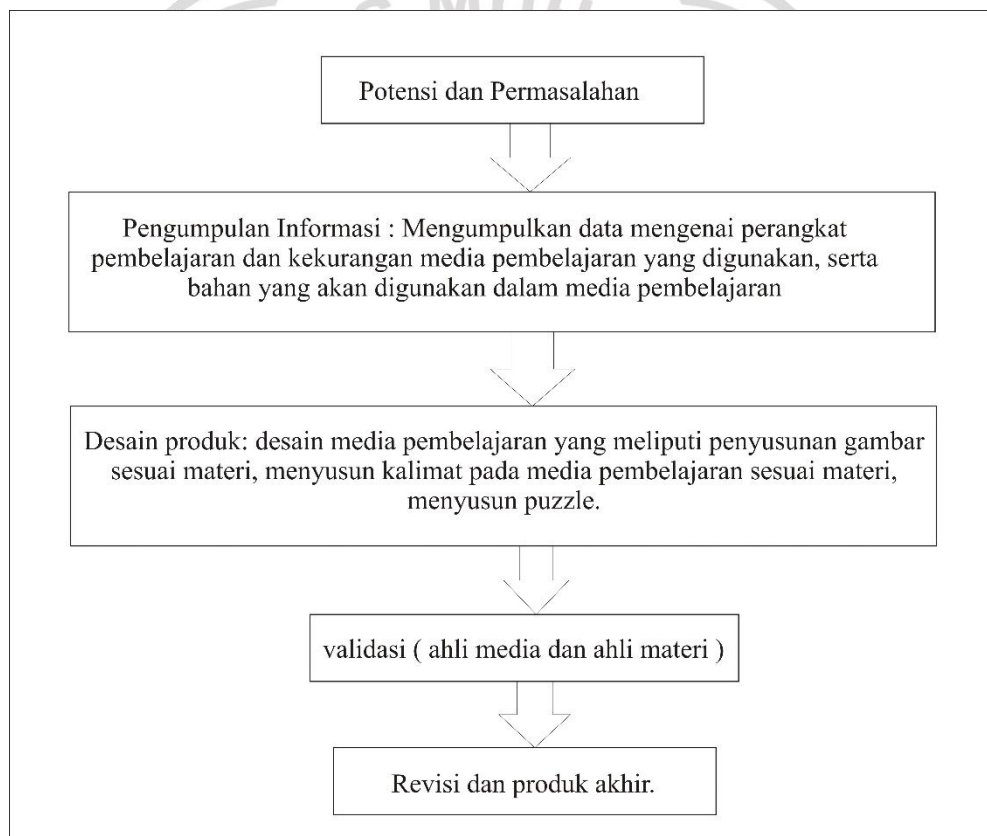 Potensi dan Permasalahan
Pengumpulan Informasi : Mengumpulkan data mengenai perangkat
pembelajaran dan kekurangan media pembelajaran yang digunakan, serta
bahan yang akan digunakan dalam media pembelajaran
Desain produk: desain media pembelajaran yang meliputi penyusunan gambar
sesuai materi, menyusun kalimat pada media pembelajaran sesuai materi,
menyusun puzzle.
validasi ( ahli media dan ahli materi )
Revisi dan produk akhir.